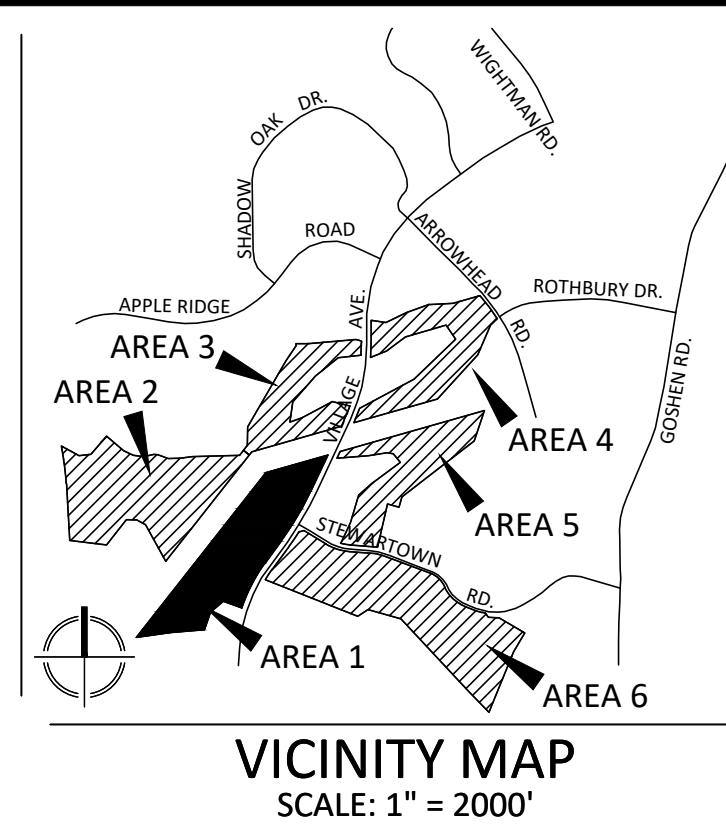 WIGHTMAN RD.
OAK DR.
SHADOW
ROAD
ARROWHEAD
RD.
APPLE RIDGE
AVE.
VILLAGE
ROTHBURY DR.
GOSHEN RD.
AREA 3
AREA 2
AREA 4
AREA 5
STEWARTOWN
RD.
AREA 1
AREA 6
VICINITY MAP
SCALE: 1" = 2000'